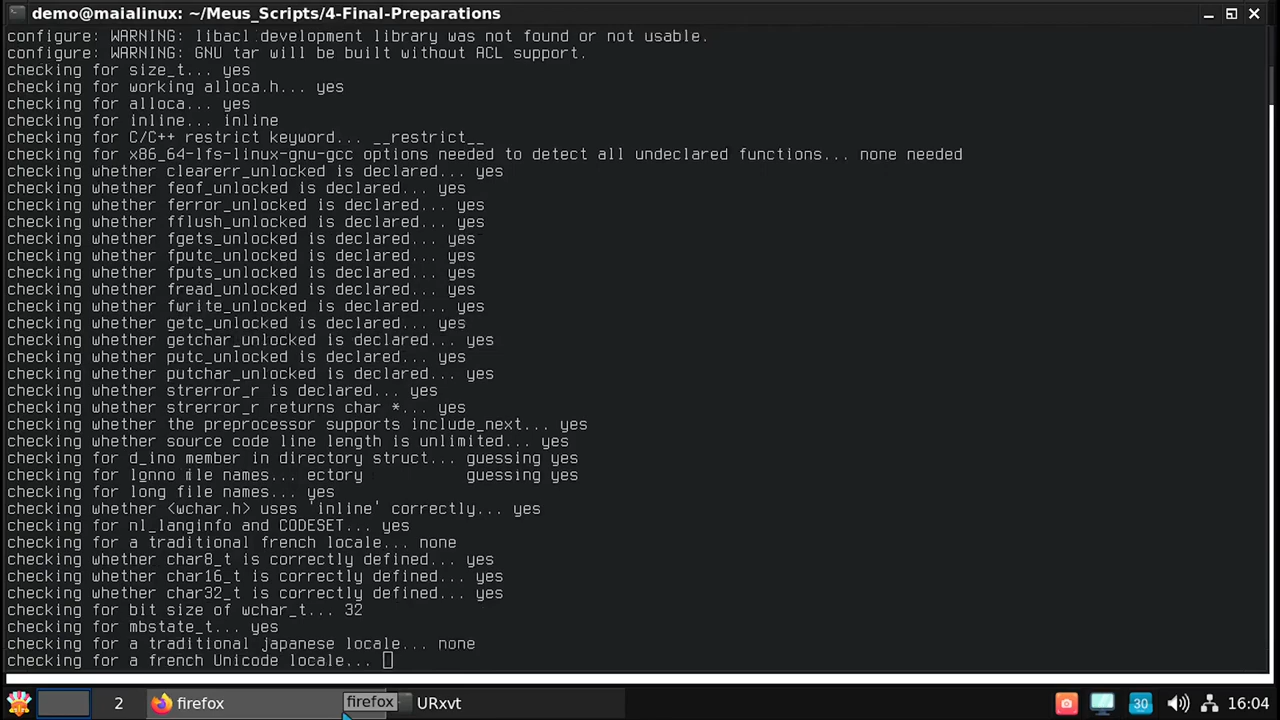 demo@maialinux: ~/Meus_Scripts/4-Final-Preparations
configure: WARNING: libacl development library was not found or not usable.
configure: WARNING: GNU tar will be built without ACL support.
checking for size_t... yes
checking for working alloca.h... yes
checking for alloca... yes
checking for inline... inline
checking for C/C++ restrict keyword... __restrict__
checking for x86_64-lfs-linux-gnu-gcc options needed to detect all undeclared functions... none needed
checking whether clearerr_unlocked is declared... yes
checking whether feof_unlocked is declared... yes
checking whether ferror_unlocked is declared... yes
checking whether fflush_unlocked is declared... yes
checking whether fgets_unlocked is declared... yes
checking whether fputc_unlocked is declared... yes
checking whether fputs_unlocked is declared... yes
checking whether fread_unlocked is declared... yes
checking whether fwrite_unlocked is declared... yes
checking whether getc_unlocked is declared... yes
checking whether getchar_unlocked is declared... yes
checking whether putc_unlocked is declared... yes
checking whether putchar_unlocked is declared... yes
checking whether strerror_r is declared... yes
checking whether strerror_r returns char *... yes
checking whether the preprocessor supports include_next... yes
checking whether source code line length is unlimited... yes
checking for d_ino member in directory struct... guessing yes
checking for names... ectory guessing yes
checking for long file names... yes
checking whether <wchar.h> uses 'inline' correctly... yes
checking for nl_langinfo and CODESET... yes
checking for a traditional french locale... none
checking whether char8_t is correctly defined... yes
checking whether char16_t is correctly defined... yes
checking whether char32_t is correctly defined... yes
checking for bit size of wchar_t... 32
checking for mbstate_t... yes
checking for a traditional japanese locale... none
checking for a french Unicode locale...
2 firefox firefox URxvt 30 16:04